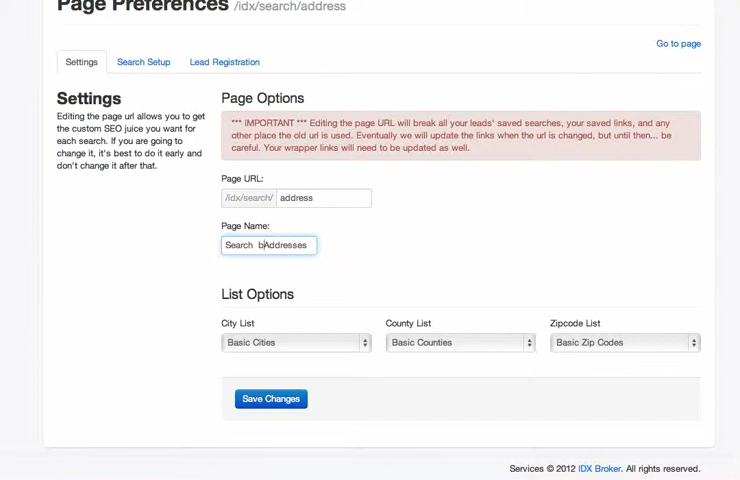 Page Preferences /idx/search/address
Go to page
Settings
Search Setup
Lead Registration
Settings
Editing the page url allows you to get
the custom SEO juice you want for
each search. If you are going to
change it, it's best to do it early and
don't change it after that.
Page Options
*** IMPORTANT *** Editing the page URL will break all your leads' saved searches, your saved links, and any
other place the old url is used. Eventually we will update the links when the url is changed, but until then... be
careful. Your wrapper links will need to be updated as well.
Page URL:
/idx/search/ address
Page Name:
Search bAddresses
List Options
City List
County List
Zipcode List
Basic Cities
Basic Counties
Basic Zip Codes
Save Changes
Services © 2012 IDX Broker. All rights reserved.